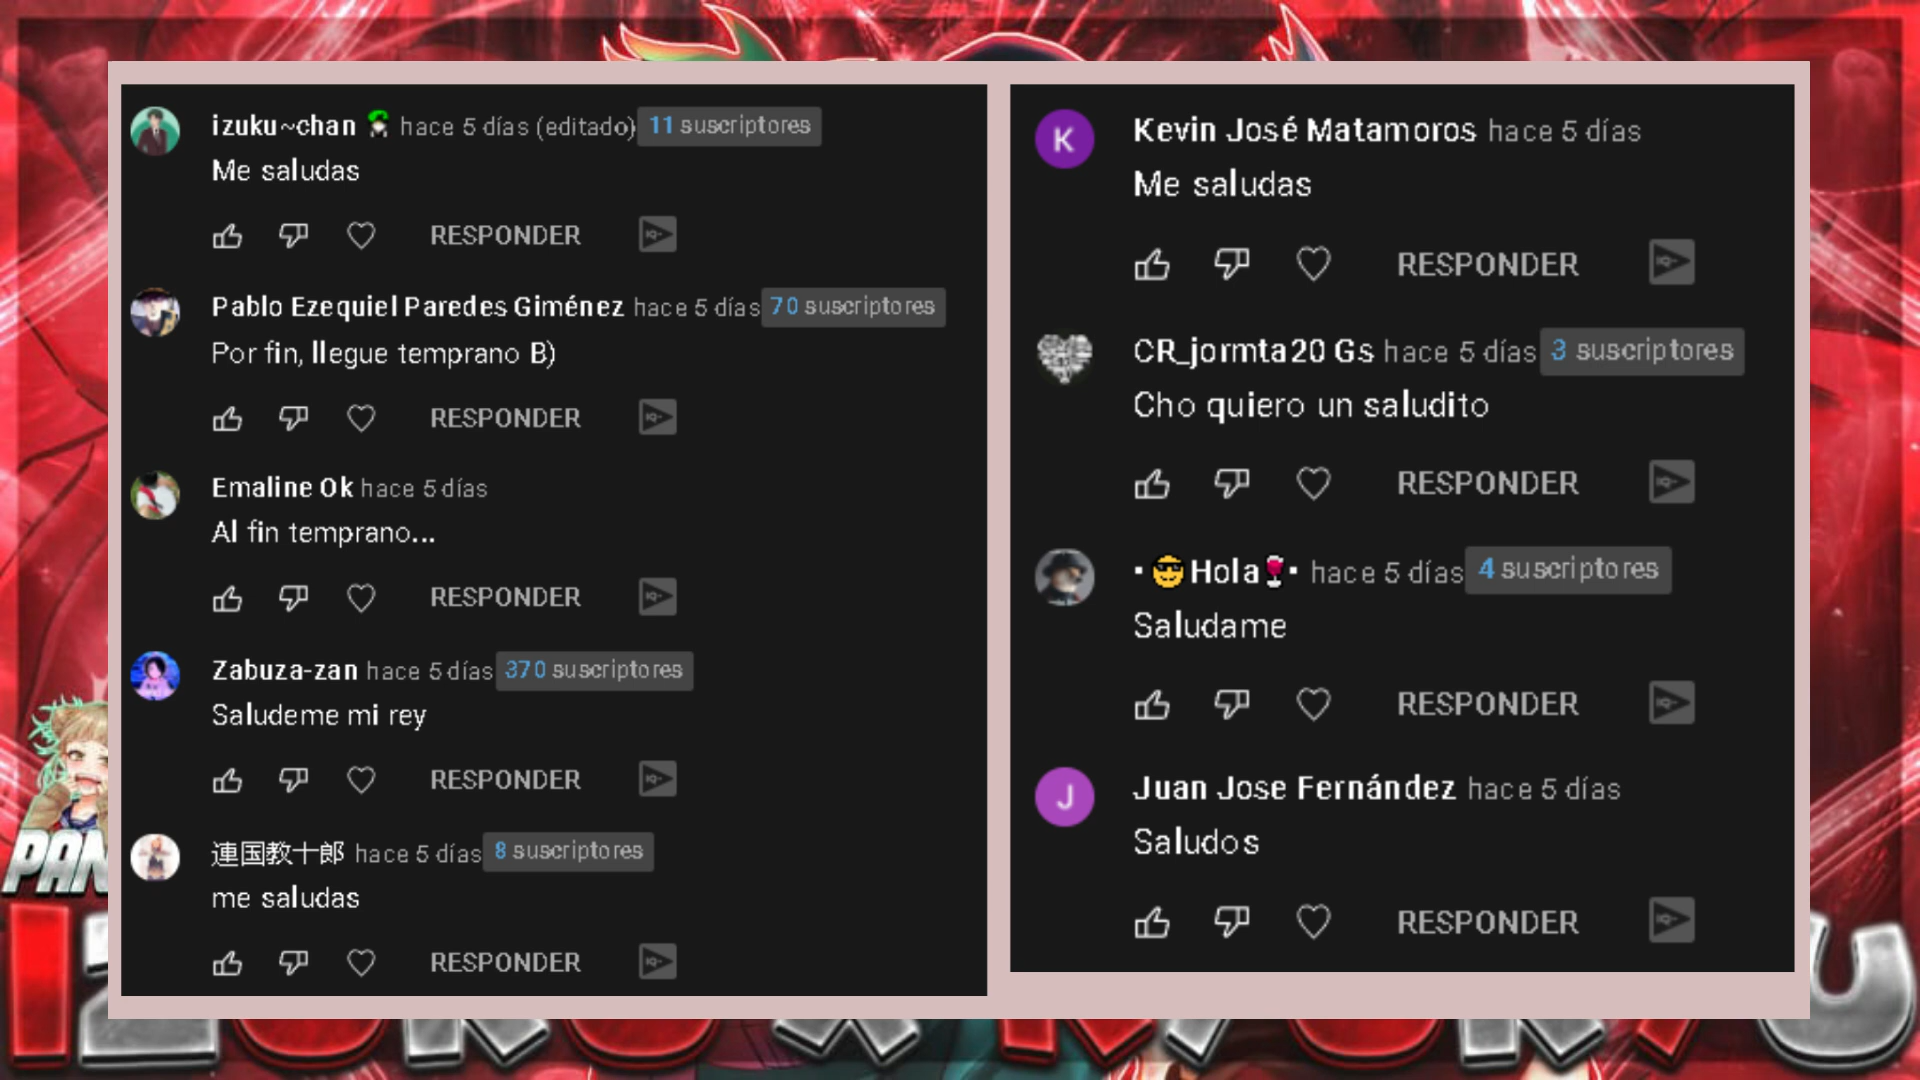 izuku~chan hace 5 días (editado) 11 suscriptores
Me saludas
RESPONDER
Pablo Ezequiel Paredes Giménez hace 5 días 70 suscriptores
Por fin, llegue temprano B)
RESPONDER
Emaline Ok hace 5 días
Al fin temprano...
RESPONDER
Zabuza-zan hace 5 días 370 suscriptores
Saludeme mi rey
RESPONDER
連国教十郎 hace 5 días 8 suscriptores
me saludas
RESPONDER
Kevin José Matamoros hace 5 días
Me saludas
RESPONDER
CR_jormta20 Gs hace 5 días 3 suscriptores
Cho quiero un saludito
RESPONDER
·😎Hola🍷· hace 5 días 4 suscriptores
Saludame
RESPONDER
Juan Jose Fernández hace 5 días
Saludos
RESPONDER